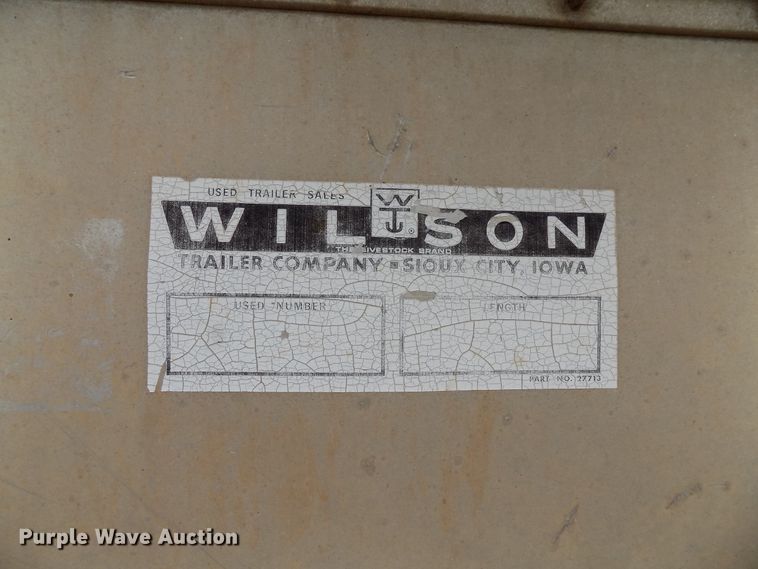 USED TRAILER SALES
W
WILSON
THE LIVESTOCK BRAND
TRAILER COMPANY - SIOUX CITY, IOWA
USED NUMBER
LENGTH
PART NO. 27713
Purple Wave Auction